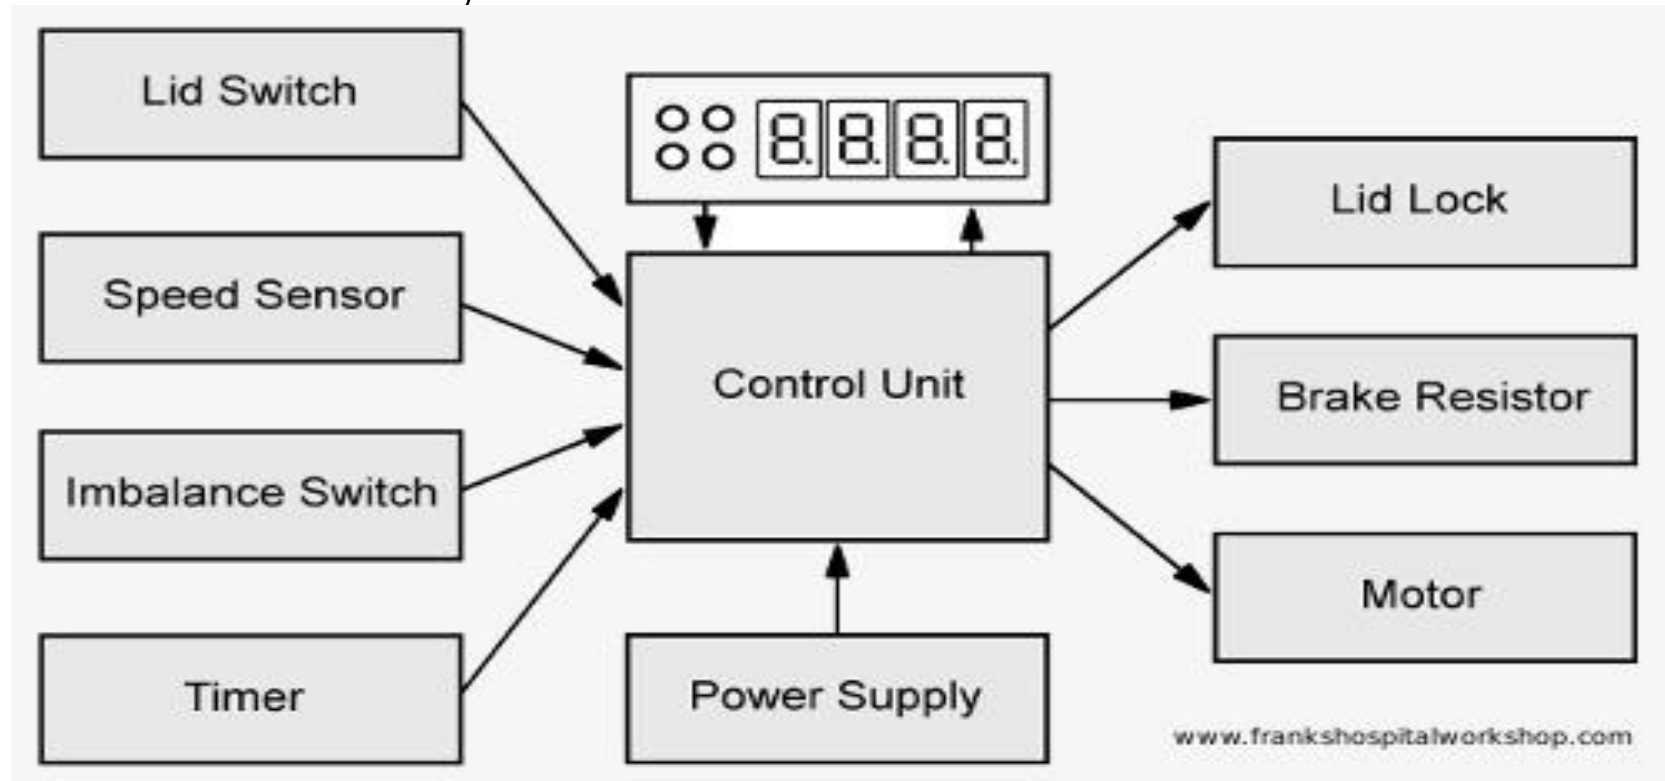 Lid Switch
8.8.8.8.
Lid Lock
Speed Sensor
Control Unit
Brake Resistor
Imbalance Switch
Motor
Timer
Power Supply
www.frankshospitalworkshop.com